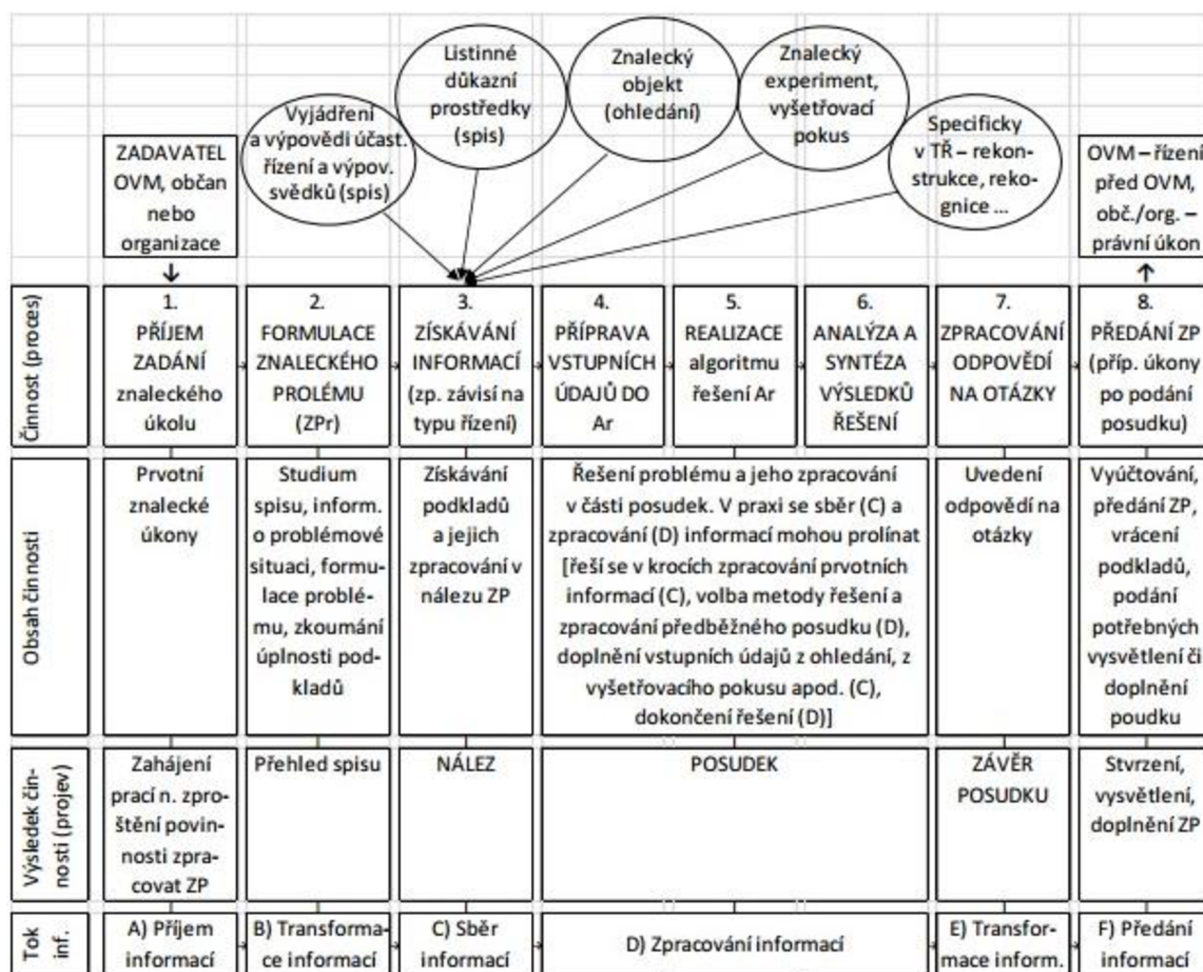 Vyjádření
a výpovědi účast.
řízení a výpov.
svědků (spis)
Listinné
důkazní
prostředky
(spis)
Znalecký
objekt
(ohledání)
Znalecký
experiment,
vyšetřovací
pokus
Specificky
v TŘ – rekon-
strukce, reko-
gnice ...
ZADAVATEL
OVM, občan
nebo
organizace
OVM – řízení
před OVM,
obč./org. –
právní úkon
Činnost (proces)
1.
PŘÍJEM
ZADÁNÍ
znaleckého
úkolu
2.
FORMULACE
ZNALECKÉHO
PROLÉMU
(ZPr)
3.
ZÍSKÁVÁNÍ
INFORMACÍ
(zp. závisí na
typu řízení)
4.
PŘÍPRAVA
VSTUPNÍCH
ÚDAJŮ DO
Ar
5.
REALIZACE
algoritmu
řešení Ar
6.
ANALÝZA A
SYNTÉZA
VÝSLEDKŮ
ŘEŠENÍ
7.
ZPRACOVÁNÍ
ODPOVĚDÍ
NA OTÁZKY
8.
PŘEDÁNÍ ZP
(příp. úkony
po podání
posudku)
Obsah činnosti
Prvotní
znalecké
úkony
Studium
spisu, inform.
o problémové
situaci, formu-
lace problé-
mu, zkoumání
úplnosti pod-
kladů
Získávání
podkladů
a jejich
zpracování v
nálezu ZP
Řešení problému a jeho zpracování
v části posudek. V praxi se sběr (C) a
zpracování (D) informací mohou prolínat
[řeší se v krocích zpracování prvotních
informací (C), volba metody řešení a
zpracování předběžného posudku (D),
doplnění vstupních údajů z ohledání, z
vyšetřovacího pokusu apod. (C),
dokončení řešení (D)]
Uvedení
odpovědí na
otázky
Vyúčtování,
předání ZP,
vrácení
podkladů,
podání
potřebných
vysvětlení či
doplnění
poudku
Výsledek čin-
nosti (projev)
Zahájení
prací n. zpro-
štění povin-
nosti zpra-
covat ZP
Přehled spisu
NÁLEZ
POSUDEK
ZÁVĚR
POSUDKU
Stvrzení,
vysvětlení,
doplnění ZP
Tok
inf.
A) Příjem
informací
B) Transforma-
ce informací
C) Sběr
informací
D) Zpracování informací
E) Transfor-
mace inform.
F) Předání
informací